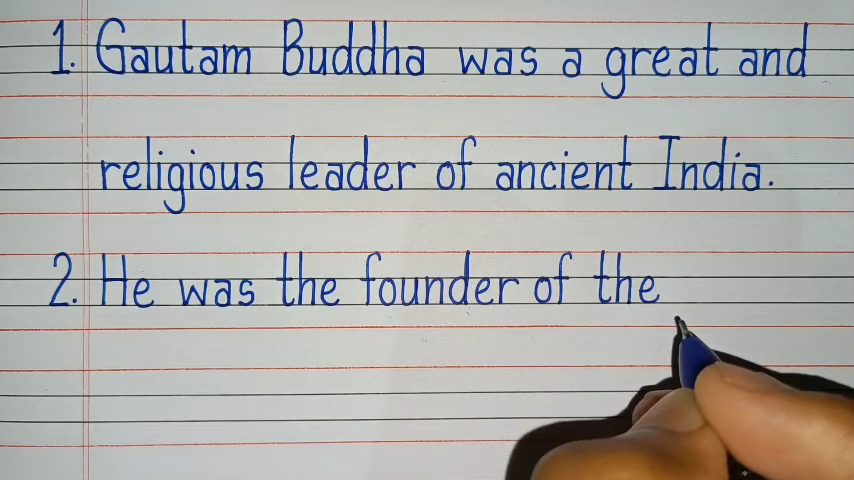 1. Gautam Buddha was a great and
religious leader of ancient India.
2. He was the founder of the